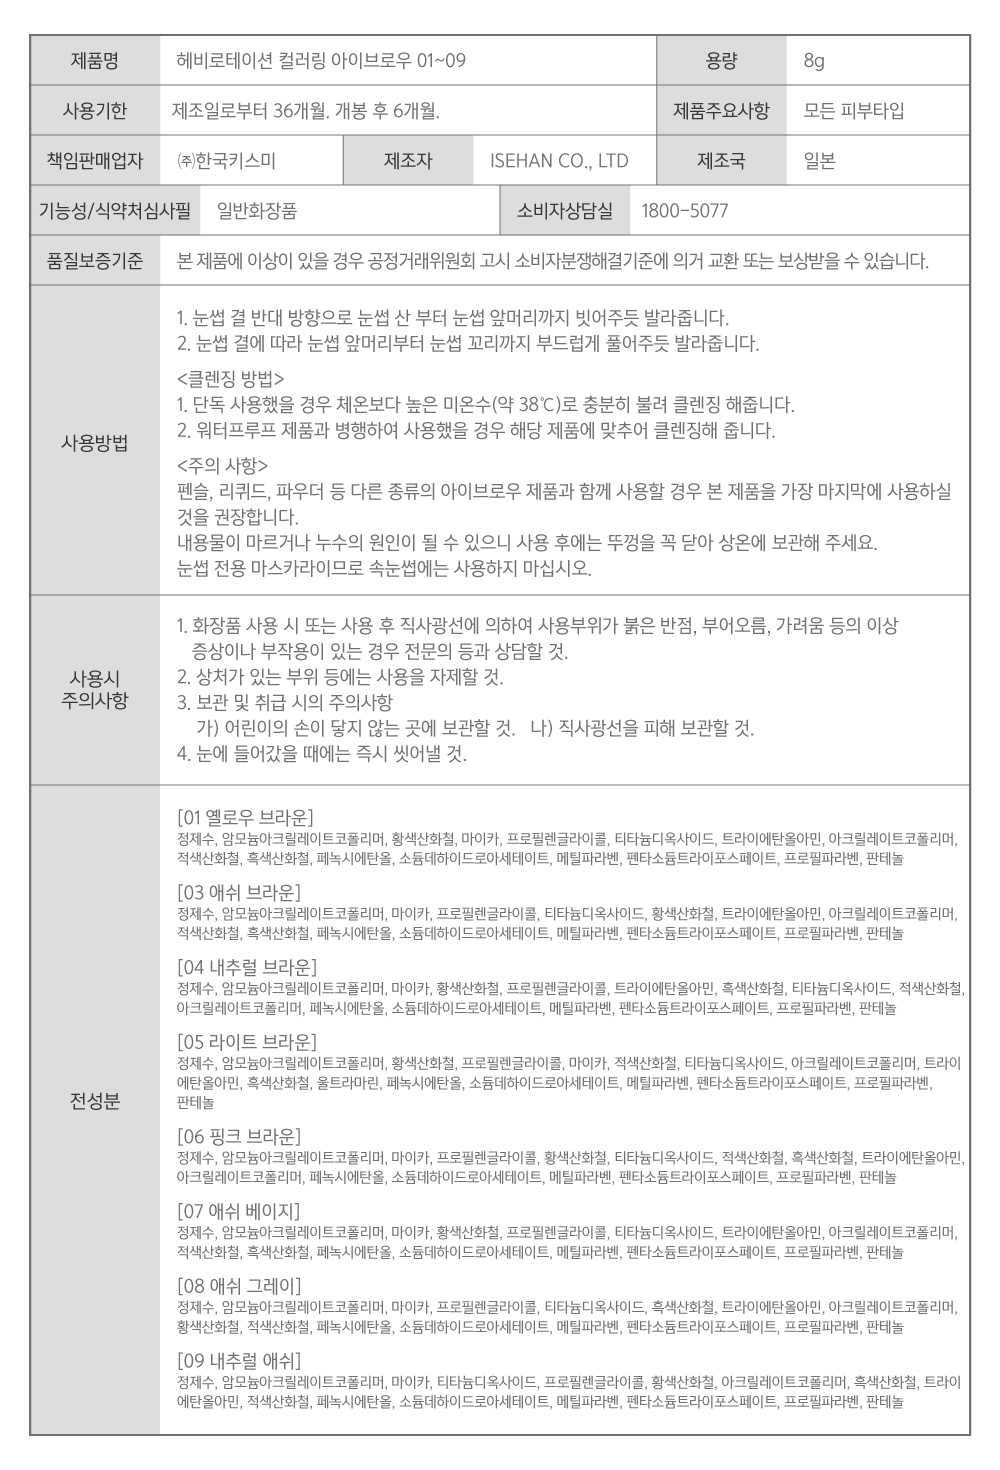 제품명 헤비로테이션 컬러링 아이브로우 01~09 용량 8g
사용기한 제조일로부터 36개월. 개봉 후 6개월. 제품주요사항 모든 피부타입
책임판매업자 ㈜한국키스미 제조자 ISEHAN CO., LTD 제조국 일본
기능성/식약처심사필 일반화장품 소비자상담실 1800-5077
품질보증기준 본 제품에 이상이 있을 경우 공정거래위원회 고시 소비자분쟁해결기준에 의거 교환 또는 보상받을 수 있습니다.
사용방법
1. 눈썹 결 반대 방향으로 눈썹 산 부터 눈썹 앞머리까지 빗어주듯 발라줍니다.
2. 눈썹 결에 따라 눈썹 앞머리부터 눈썹 꼬리까지 부드럽게 풀어주듯 발라줍니다.
<클렌징 방법>
1. 단독 사용했을 경우 체온보다 높은 미온수(약 38℃)로 충분히 불려 클렌징 해줍니다.
2. 워터프루프 제품과 병행하여 사용했을 경우 해당 제품에 맞추어 클렌징해 줍니다.
<주의 사항>
펜슬, 리퀴드, 파우더 등 다른 종류의 아이브로우 제품과 함께 사용할 경우 본 제품을 가장 마지막에 사용하실
것을 권장합니다.
내용물이 마르거나 누수의 원인이 될 수 있으니 사용 후에는 뚜껑을 꼭 닫아 상온에 보관해 주세요.
눈썹 전용 마스카라이므로 속눈썹에는 사용하지 마십시오.
사용시
주의사항
1. 화장품 사용 시 또는 사용 후 직사광선에 의하여 사용부위가 붉은 반점, 부어오름, 가려움 등의 이상
증상이나 부작용이 있는 경우 전문의 등과 상담할 것.
2. 상처가 있는 부위 등에는 사용을 자제할 것.
3. 보관 및 취급 시의 주의사항
가) 어린이의 손이 닿지 않는 곳에 보관할 것. 나) 직사광선을 피해 보관할 것.
4. 눈에 들어갔을 때에는 즉시 씻어낼 것.
전성분
[01 옐로우 브라운]
정제수, 암모늄아크릴레이트코폴리머, 황색산화철, 마이카, 프로필렌글라이콜, 티타늄디옥사이드, 트라이에탄올아민, 아크릴레이트코폴리머,
적색산화철, 흑색산화철, 페녹시에탄올, 소듐데하이드로아세테이트, 메틸파라벤, 펜타소듐트라이포스페이트, 프로필파라벤, 판테놀
[03 애쉬 브라운]
정제수, 암모늄아크릴레이트코폴리머, 마이카, 프로필렌글라이콜, 티타늄디옥사이드, 황색산화철, 트라이에탄올아민, 아크릴레이트코폴리머,
적색산화철, 흑색산화철, 페녹시에탄올, 소듐데하이드로아세테이트, 메틸파라벤, 펜타소듐트라이포스페이트, 프로필파라벤, 판테놀
[04 내추럴 브라운]
정제수, 암모늄아크릴레이트코폴리머, 마이카, 황색산화철, 프로필렌글라이콜, 트라이에탄올아민, 흑색산화철, 티타늄디옥사이드, 적색산화철,
아크릴레이트코폴리머, 페녹시에탄올, 소듐데하이드로아세테이트, 메틸파라벤, 펜타소듐트라이포스페이트, 프로필파라벤, 판테놀
[05 라이트 브라운]
정제수, 암모늄아크릴레이트코폴리머, 황색산화철, 프로필렌글라이콜, 마이카, 적색산화철, 티타늄디옥사이드, 아크릴레이트코폴리머, 트라이
에탄올아민, 흑색산화철, 울트라마린, 페녹시에탄올, 소듐데하이드로아세테이트, 메틸파라벤, 펜타소듐트라이포스페이트, 프로필파라벤,
판테놀
[06 핑크 브라운]
정제수, 암모늄아크릴레이트코폴리머, 마이카, 프로필렌글라이콜, 황색산화철, 티타늄디옥사이드, 적색산화철, 흑색산화철, 트라이에탄올아민,
아크릴레이트코폴리머, 페녹시에탄올, 소듐데하이드로아세테이트, 메틸파라벤, 펜타소듐트라이포스페이트, 프로필파라벤, 판테놀
[07 애쉬 베이지]
정제수, 암모늄아크릴레이트코폴리머, 마이카, 황색산화철, 프로필렌글라이콜, 티타늄디옥사이드, 트라이에탄올아민, 아크릴레이트코폴리머,
적색산화철, 흑색산화철, 페녹시에탄올, 소듐데하이드로아세테이트, 메틸파라벤, 펜타소듐트라이포스페이트, 프로필파라벤, 판테놀
[08 애쉬 그레이]
정제수, 암모늄아크릴레이트코폴리머, 마이카, 프로필렌글라이콜, 티타늄디옥사이드, 흑색산화철, 트라이에탄올아민, 아크릴레이트코폴리머,
황색산화철, 적색산화철, 페녹시에탄올, 소듐데하이드로아세테이트, 메틸파라벤, 펜타소듐트라이포스페이트, 프로필파라벤, 판테놀
[09 내추럴 애쉬]
정제수, 암모늄아크릴레이트코폴리머, 마이카, 티타늄디옥사이드, 프로필렌글라이콜, 황색산화철, 아크릴레이트코폴리머, 흑색산화철, 트라이
에탄올아민, 적색산화철, 페녹시에탄올, 소듐데하이드로아세테이트, 메틸파라벤, 펜타소듐트라이포스페이트, 프로필파라벤, 판테놀